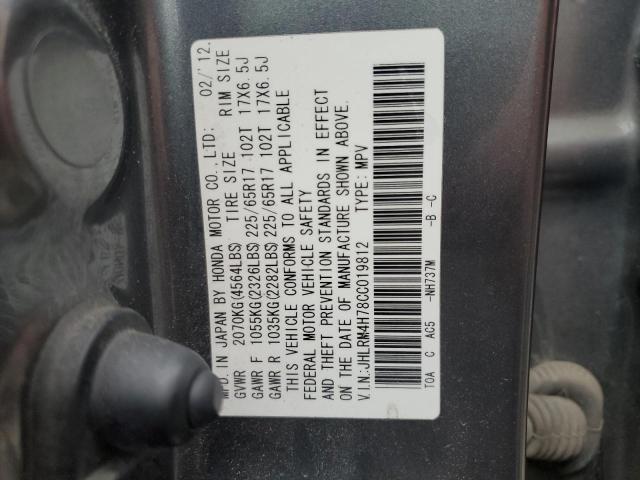 MFD. IN JAPAN BY HONDA MOTOR CO., LTD: 02/'12.
TIRE SIZE RIM SIZE
GVWR 2070KG(4564LBS)
GAWR F 1055KG(2326LBS) 225/65R17 102T 17X6.5J
GAWR R 1035KG(2282LBS) 225/65R17 102T 17X6.5J
THIS VEHICLE CONFORMS TO ALL APPLICABLE
FEDERAL MOTOR VEHICLE SAFETY
AND THEFT PREVENTION STANDARDS IN EFFECT
ON THE DATE OF MANUFACTURE SHOWN ABOVE.
V.I.N.:JHLRM4H78CC019812 TYPE: MPV
TOA C AC5 -NH737M -B -C